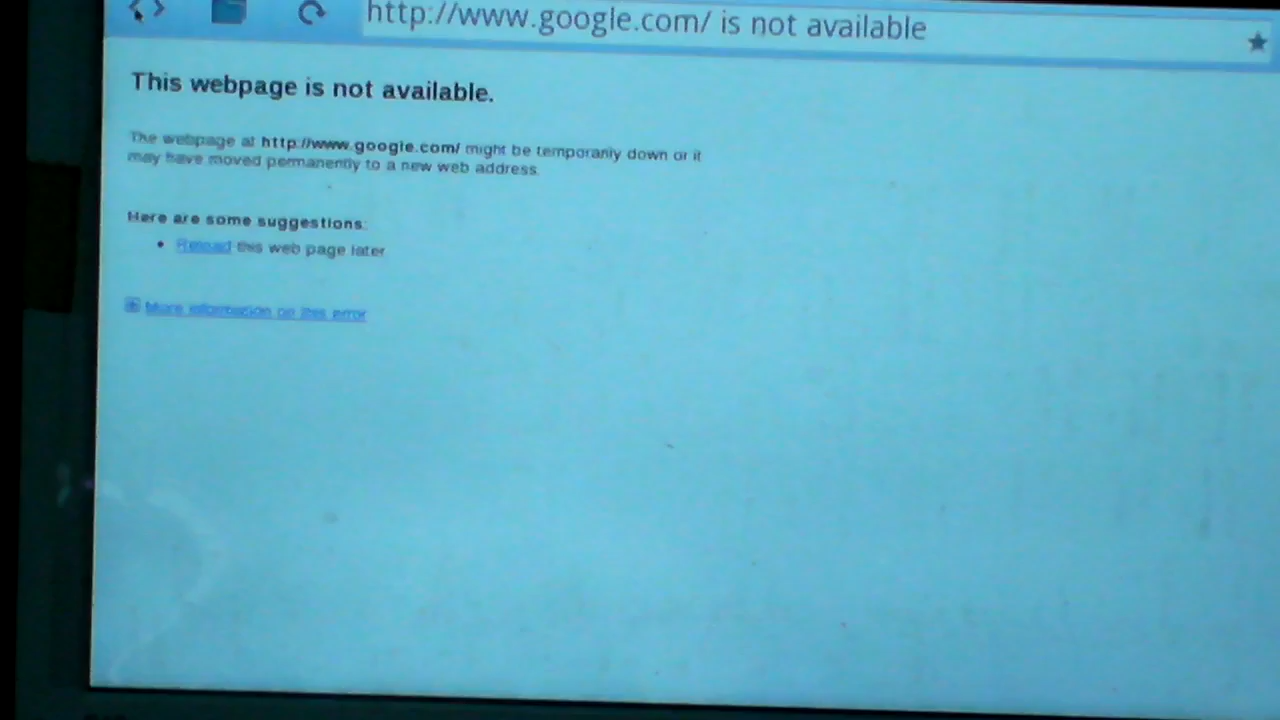 http://www.google.com/ is not available
This webpage is not available.
The webpage at http://www.google.com/ might be temporarily down or it
may have moved permanently to a new web address.
Here are some suggestions:
Reload this web page later
More information on this error